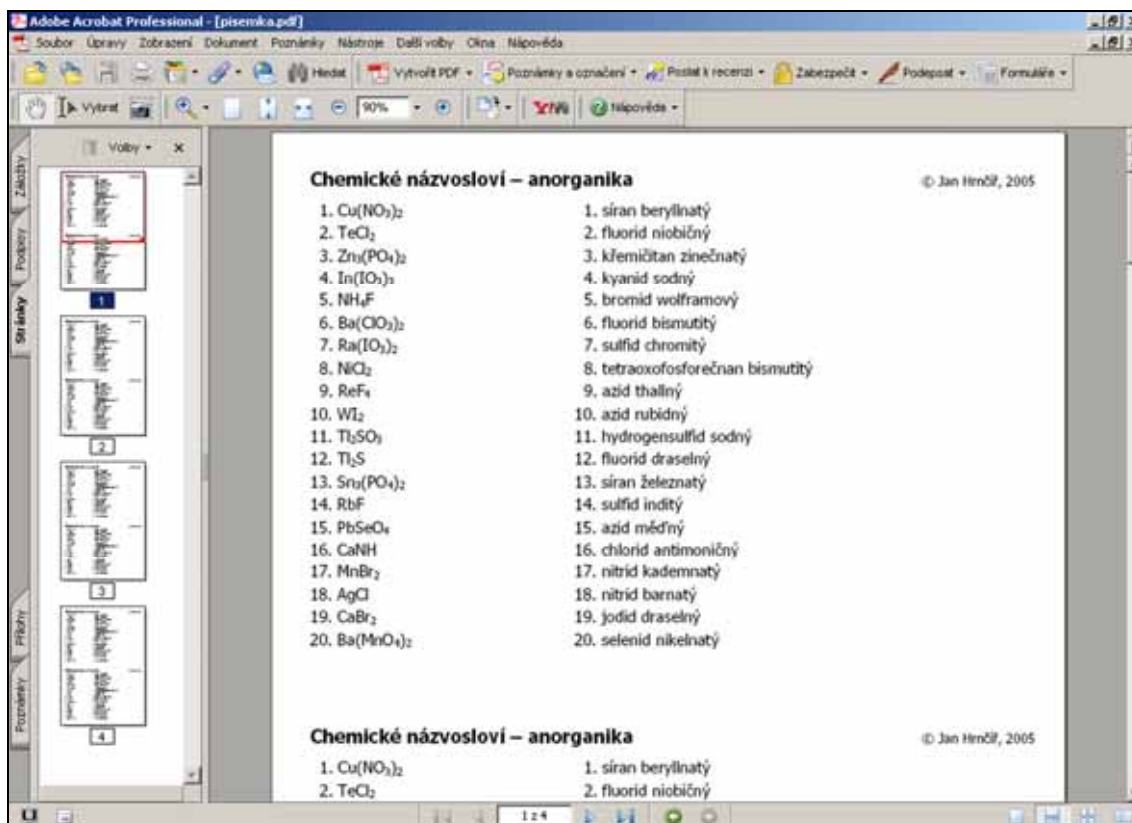 Adobe Acrobat Professional - [pisemka.pdf]
Soubor Úpravy Zobrazení Dokument Poznámky Nástroje Další volby Okna Nápověda
Hledat Vytvořit PDF Poznámky a označení Poslat k recenzi Zabezpečit Podepsat Formuláře
Vybrat 90% Nápověda
Volby
Záložky
Podpisy
Stránky
Přílohy
Poznámky
1
2
3
4
Chemické názvosloví – anorganika © Jan Hrnčíř, 2005
1. Cu(NO₃)₂ 1. síran beryllnatý
2. TeCl₂ 2. fluorid niobičný
3. Zn₃(PO₄)₂ 3. křemičitan zinečnatý
4. In(IO₃)₃ 4. kyanid sodný
5. NH₄F 5. bromid wolframový
6. Ba(ClO₃)₂ 6. fluorid bismutitý
7. Ra(IO₃)₂ 7. sulfid chromitý
8. NiCl₂ 8. tetraoxofosforečnan bismutitý
9. ReF₄ 9. azid thallný
10. WI₂ 10. azid rubidný
11. Tl₂SO₃ 11. hydrogensulfid sodný
12. Tl₂S 12. fluorid draselný
13. Sn₃(PO₄)₂ 13. síran železnatý
14. RbF 14. sulfid inditý
15. PbSeO₄ 15. azid měďný
16. CaNH 16. chlorid antimoničný
17. MnBr₂ 17. nitrid kademnatý
18. AgCl 18. nitrid barnatý
19. CaBr₂ 19. jodid draselný
20. Ba(MnO₄)₂ 20. selenid nikelnatý
Chemické názvosloví – anorganika © Jan Hrnčíř, 2005
1. Cu(NO₃)₂ 1. síran beryllnatý
2. TeCl₂ 2. fluorid niobičný
1 z 4